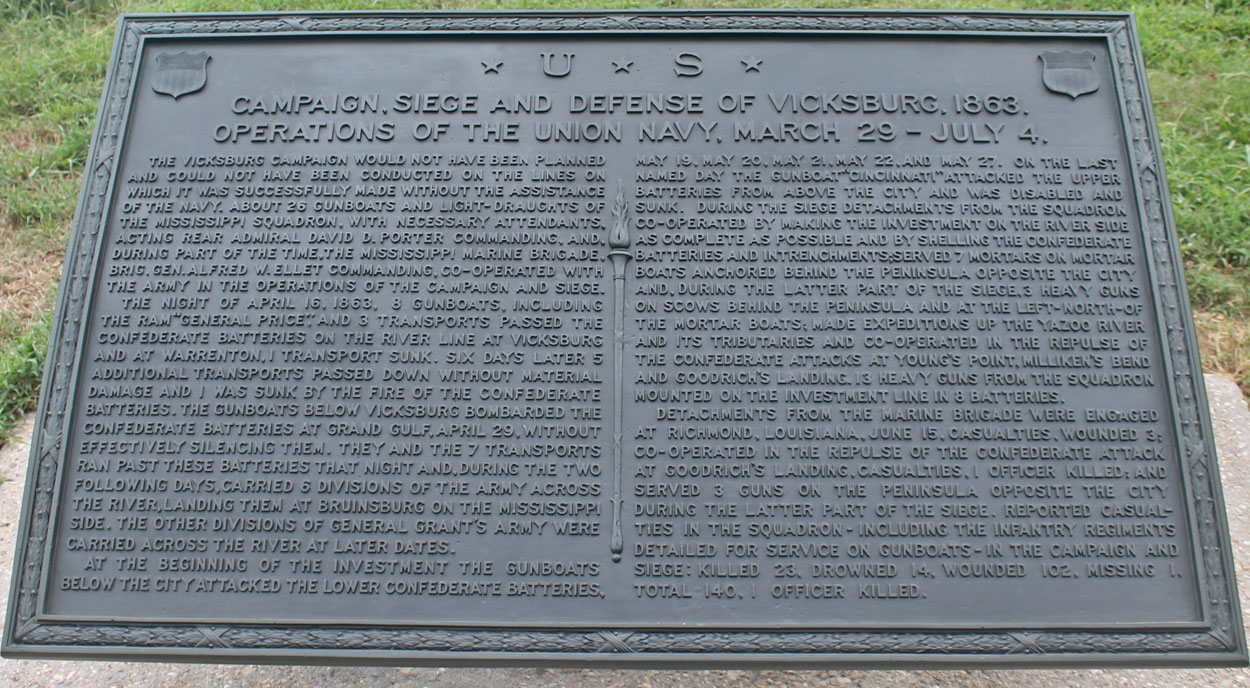 ★ U ★ S ★
CAMPAIGN, SIEGE AND DEFENSE OF VICKSBURG, 1863.
OPERATIONS OF THE UNION NAVY, MARCH 29 – JULY 4.
THE VICKSBURG CAMPAIGN WOULD NOT HAVE BEEN PLANNED
AND COULD NOT HAVE BEEN CONDUCTED ON THE LINES ON
WHICH IT WAS SUCCESSFULLY MADE WITHOUT THE ASSISTANCE
OF THE NAVY. ABOUT 26 GUNBOATS AND LIGHT-DRAUGHTS OF
THE MISSISSIPPI SQUADRON, WITH NECESSARY ATTENDANTS,
ACTING REAR ADMIRAL DAVID D. PORTER COMMANDING, AND,
DURING PART OF THE TIME, THE MISSISSIPPI MARINE BRIGADE,
BRIG. GEN. ALFRED W. ELLET COMMANDING, CO-OPERATED WITH
THE ARMY IN THE OPERATIONS OF THE CAMPAIGN AND SIEGE.
THE NIGHT OF APRIL 16, 1863, 8 GUNBOATS, INCLUDING
THE RAM "GENERAL PRICE", AND 3 TRANSPORTS PASSED THE
CONFEDERATE BATTERIES ON THE RIVER LINE AT VICKSBURG
AND AT WARRENTON, 1 TRANSPORT SUNK. SIX DAYS LATER 5
ADDITIONAL TRANSPORTS PASSED DOWN WITHOUT MATERIAL
DAMAGE AND 1 WAS SUNK BY THE FIRE OF THE CONFEDERATE
BATTERIES. THE GUNBOATS BELOW VICKSBURG BOMBARDED THE
CONFEDERATE BATTERIES AT GRAND GULF, APRIL 29, WITHOUT
EFFECTIVELY SILENCING THEM. THEY AND THE 7 TRANSPORTS
RAN PAST THESE BATTERIES THAT NIGHT AND, DURING THE TWO
FOLLOWING DAYS, CARRIED 6 DIVISIONS OF THE ARMY ACROSS
THE RIVER, LANDING THEM AT BRUINSBURG ON THE MISSISSIPPI
SIDE. THE OTHER DIVISIONS OF GENERAL GRANT'S ARMY WERE
CARRIED ACROSS THE RIVER AT LATER DATES.
AT THE BEGINNING OF THE INVESTMENT THE GUNBOATS
BELOW THE CITY ATTACKED THE LOWER CONFEDERATE BATTERIES,
MAY 19, MAY 20, MAY 21, MAY 22, AND MAY 27. ON THE LAST
NAMED DAY THE GUNBOAT "CINCINNATI" ATTACKED THE UPPER
BATTERIES FROM ABOVE THE CITY AND WAS DISABLED AND
SUNK. DURING THE SIEGE DETACHMENTS FROM THE SQUADRON
CO-OPERATED BY MAKING THE INVESTMENT ON THE RIVER SIDE
AS COMPLETE AS POSSIBLE AND BY SHELLING THE CONFEDERATE
BATTERIES AND INTRENCHMENTS; SERVED 7 MORTARS ON MORTAR
BOATS ANCHORED BEHIND THE PENINSULA OPPOSITE THE CITY
AND, DURING THE LATTER PART OF THE SIEGE, 3 HEAVY GUNS
ON SCOWS BEHIND THE PENINSULA AND AT THE LEFT-NORTH-OF
THE MORTAR BOATS; MADE EXPEDITIONS UP THE YAZOO RIVER
AND ITS TRIBUTARIES AND CO-OPERATED IN THE REPULSE OF
THE CONFEDERATE ATTACKS AT YOUNG'S POINT, MILLIKEN'S BEND
AND GOODRICH'S LANDING. 13 HEAVY GUNS FROM THE SQUADRON
MOUNTED ON THE INVESTMENT LINE IN 8 BATTERIES.
DETACHMENTS FROM THE MARINE BRIGADE WERE ENGAGED
AT RICHMOND, LOUISIANA, JUNE 15, CASUALTIES, WOUNDED 3;
CO-OPERATED IN THE REPULSE OF THE CONFEDERATE ATTACK
AT GOODRICH'S LANDING, CASUALTIES, 1 OFFICER KILLED; AND
SERVED 3 GUNS ON THE PENINSULA OPPOSITE THE CITY
DURING THE LATTER PART OF THE SIEGE. REPORTED CASUAL-
TIES IN THE SQUADRON - INCLUDING THE INFANTRY REGIMENTS
DETAILED FOR SERVICE ON GUNBOATS - IN THE CAMPAIGN AND
SIEGE: KILLED 23, DROWNED 14, WOUNDED 102, MISSING 1,
TOTAL 140, 1 OFFICER KILLED.